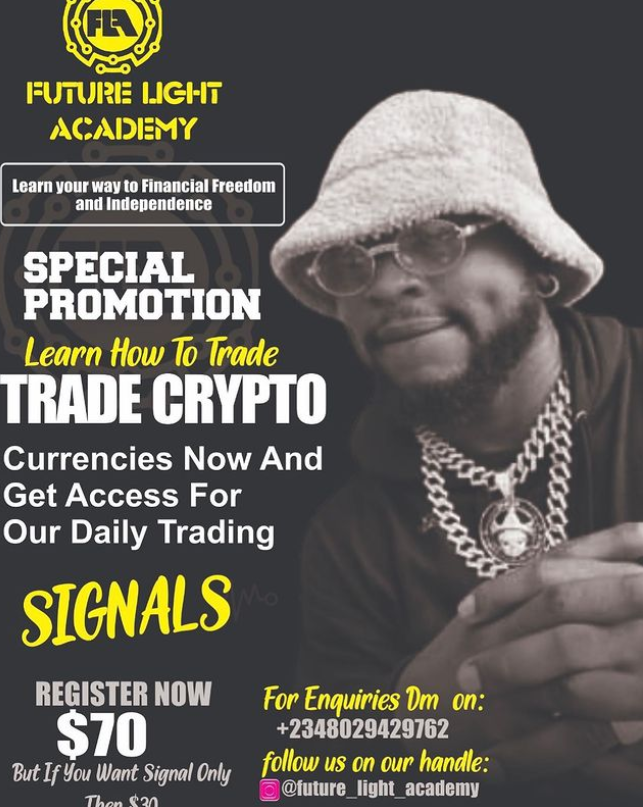 FLA
FUTURE LIGHT
ACADEMY
Learn your way to Financial Freedom
and Independence
SPECIAL
PROMOTION
Learn How To Trade
TRADE CRYPTO
Currencies Now And
Get Access For
Our Daily Trading
SIGNALS
REGISTER NOW
$70
But If You Want Signal Only
Then $30
For Enquiries Dm on:
+2348029429762
follow us on our handle:
@future_light_academy